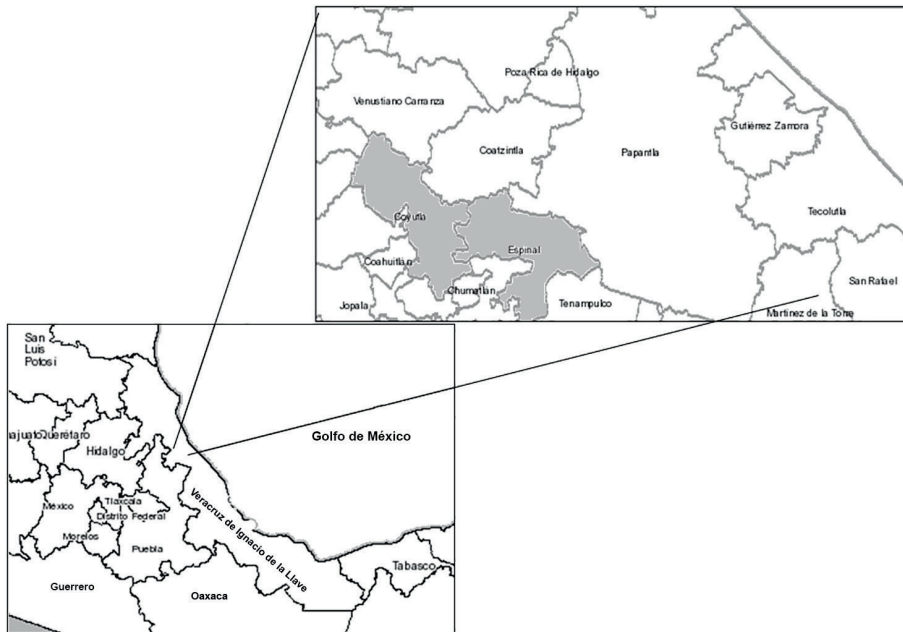 Poza Rica de Hidalgo
Venustiano Carranza
Gutiérrez Zamora
Coatzintla
Papantla
Coyutla
Tecolutla
Espinal
Coahuitlán
San Rafael
Chumatlán
Jopala
Tenampulco
Martínez de la Torre
San
Luis
Potosí
Golfo de México
najuato
Querétaro
Hidalgo
Veracruz de Ignacio de la Llave
Tlaxcala
México
Distrito Federal
Morelos
Puebla
Tabasco
Guerrero
Oaxaca